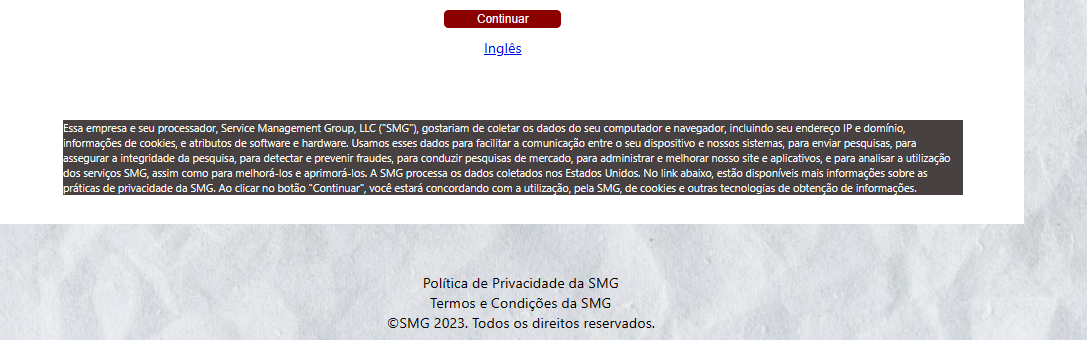 Continuar
Inglês
Essa empresa e seu processador, Service Management Group, LLC ("SMG"), gostariam de coletar os dados do seu computador e navegador, incluindo seu endereço IP e domínio,
informações de cookies, e atributos de software e hardware. Usamos esses dados para facilitar a comunicação entre o seu dispositivo e nossos sistemas, para enviar pesquisas, para
assegurar a integridade da pesquisa, para detectar e prevenir fraudes, para conduzir pesquisas de mercado, para administrar e melhorar nosso site e aplicativos, e para analisar a utilização
dos serviços SMG, assim como para melhorá-los e aprimorá-los. A SMG processa os dados coletados nos Estados Unidos. No link abaixo, estão disponíveis mais informações sobre as
práticas de privacidade da SMG. Ao clicar no botão "Continuar", você estará concordando com a utilização, pela SMG, de cookies e outras tecnologias de obtenção de informações.
Política de Privacidade da SMG
Termos e Condições da SMG
©SMG 2023. Todos os direitos reservados.